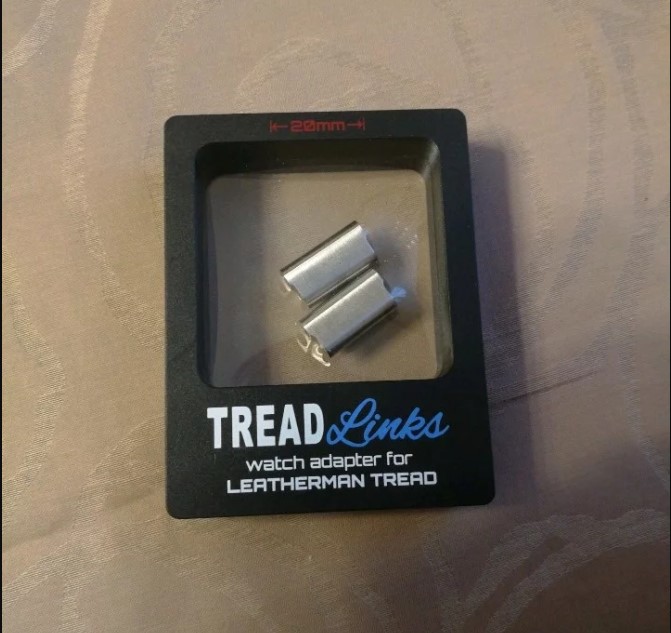 20mm
TREAD Links
watch adapter for
LEATHERMAN TREAD